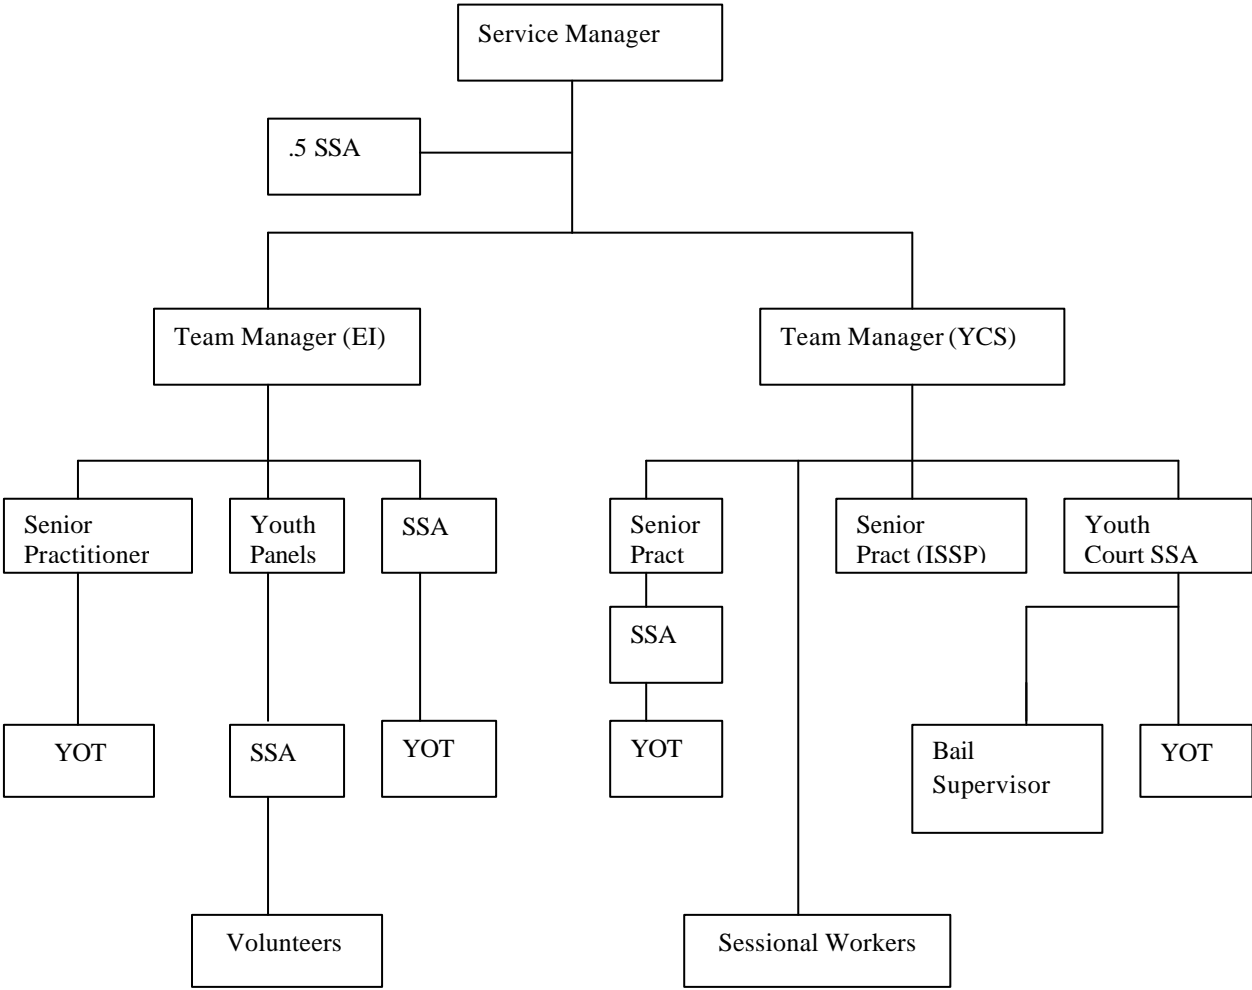 Service Manager
.5 SSA
Team Manager (EI)
Team Manager (YCS)
Senior
Practitioner
Youth
Panels
SSA
Senior
Pract
Senior
Pract (ISSP)
Youth
Court SSA
SSA
YOT
SSA
YOT
YOT
Bail
Supervisor
YOT
Volunteers
Sessional Workers